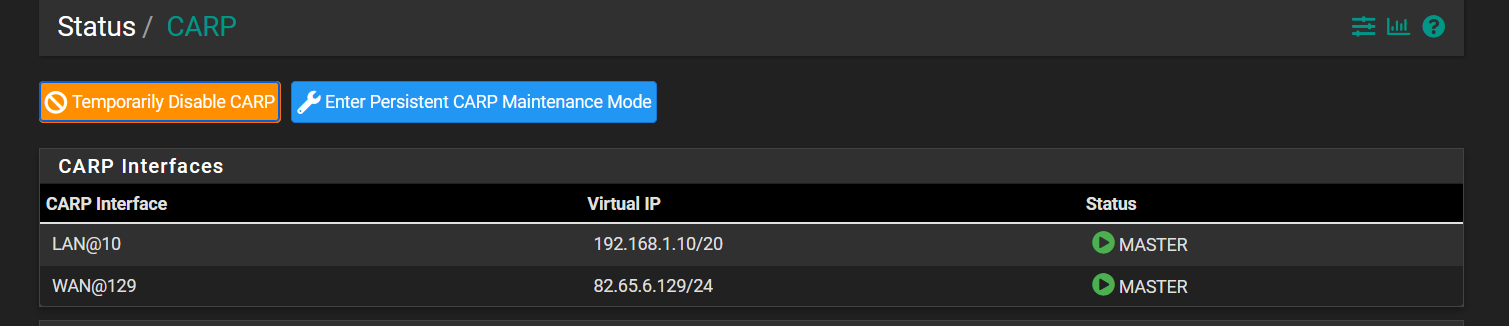 Status / CARP
Temporarily Disable CARP Enter Persistent CARP Maintenance Mode
CARP Interfaces
CARP Interface Virtual IP Status
LAN@10 192.168.1.10/20 MASTER
WAN@129 82.65.6.129/24 MASTER